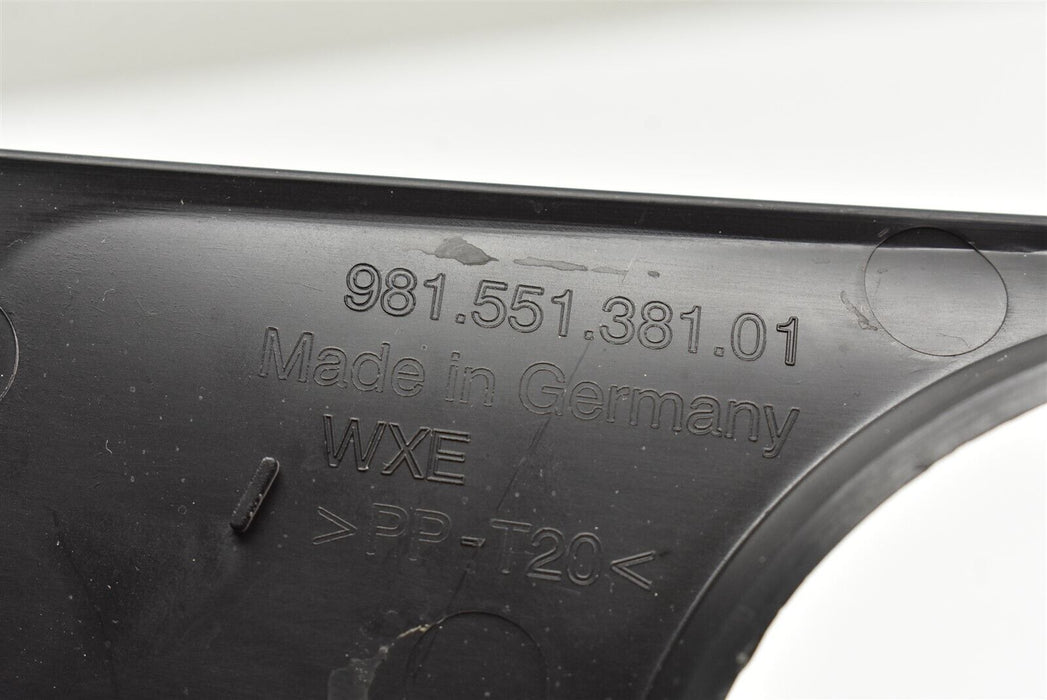 981.551.381.01
Made in Germany
WXE
>PP-T20<